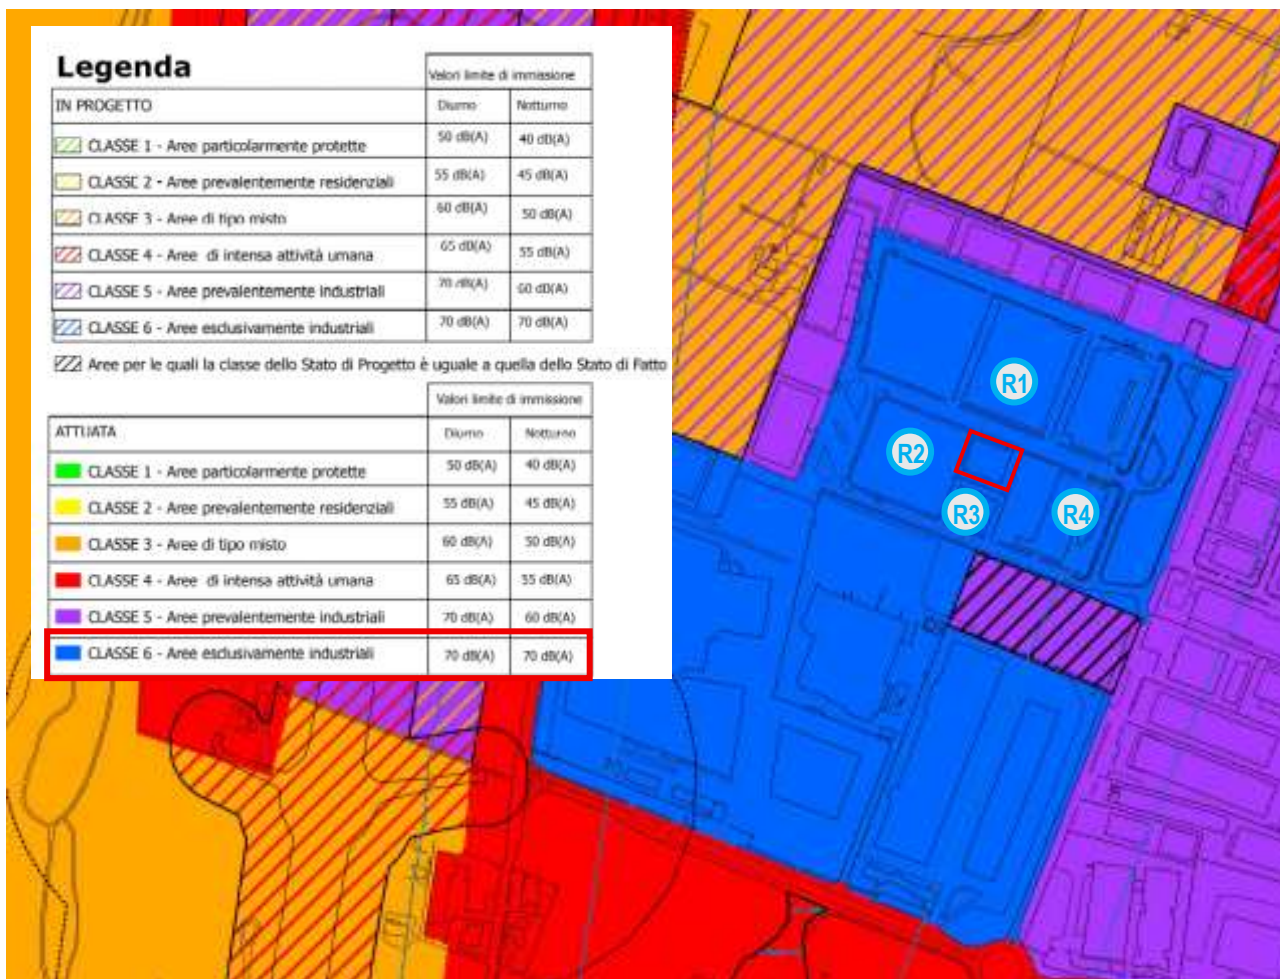 Legenda
Valori limite di immissione
IN PROGETTO Diurno Notturno
CLASSE 1 - Aree particolarmente protette 50 dB(A) 40 dB(A)
CLASSE 2 - Aree prevalentemente residenziali 55 dB(A) 45 dB(A)
CLASSE 3 - Aree di tipo misto 60 dB(A) 50 dB(A)
CLASSE 4 - Aree di intensa attività umana 65 dB(A) 55 dB(A)
CLASSE 5 - Aree prevalentemente industriali 70 dB(A) 60 dB(A)
CLASSE 6 - Aree esclusivamente industriali 70 dB(A) 70 dB(A)
Aree per le quali la classe dello Stato di Progetto è uguale a quella dello Stato di Fatto
Valori limite di immissione
ATTUATA Diurno Notturno
CLASSE 1 - Aree particolarmente protette 50 dB(A) 40 dB(A)
CLASSE 2 - Aree prevalentemente residenziali 55 dB(A) 45 dB(A)
CLASSE 3 - Aree di tipo misto 60 dB(A) 50 dB(A)
CLASSE 4 - Aree di intensa attività umana 65 dB(A) 55 dB(A)
CLASSE 5 - Aree prevalentemente industriali 70 dB(A) 60 dB(A)
CLASSE 6 - Aree esclusivamente industriali 70 dB(A) 70 dB(A)
R1
R2
R3
R4